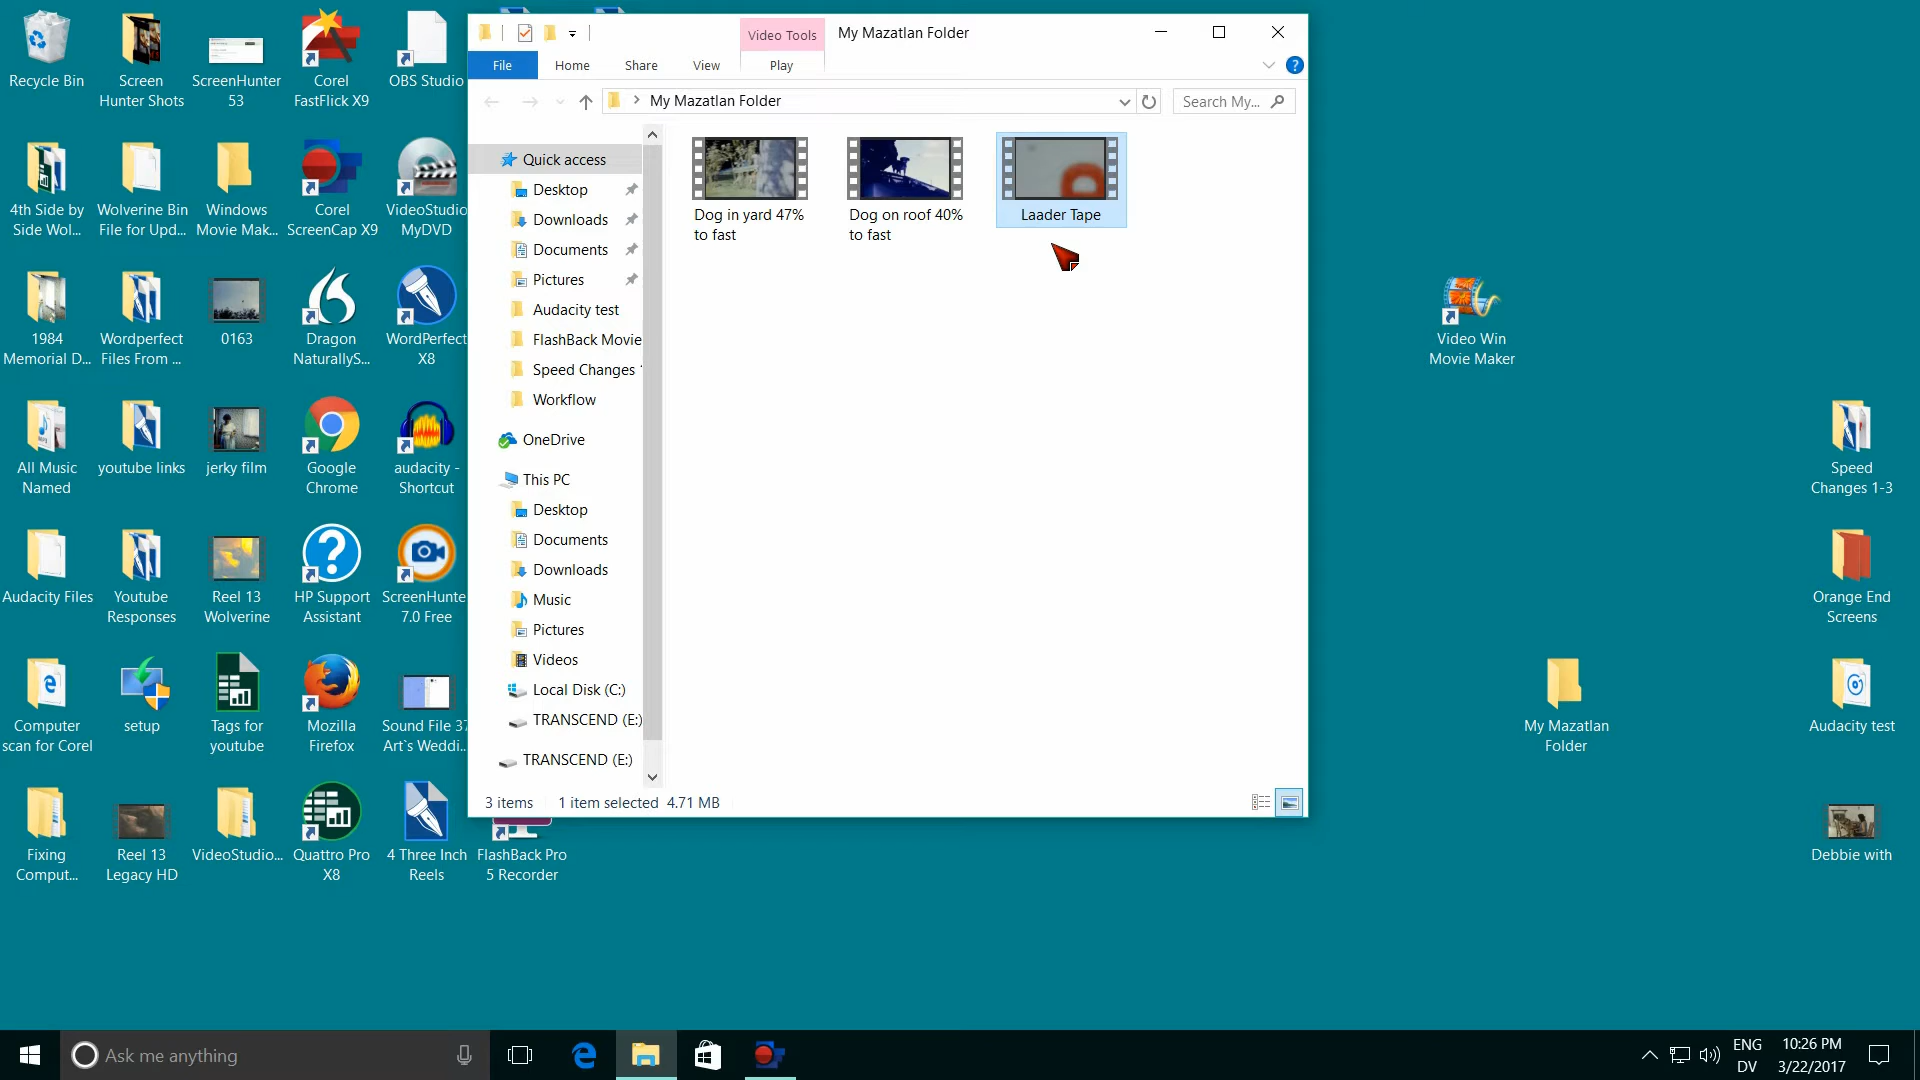 Recycle Bin
Screen
Hunter Shots
ScreenHunter
53
Corel
FastFlick X9
OBS Studio
4th Side by
Side Wol...
Wolverine Bin
File for Upd...
Windows
Movie Mak...
Corel
ScreenCap X9
VideoStudio
MyDVD
1984
Memorial D...
Wordperfect
Files From ...
0163
Dragon
NaturallyS...
WordPerfect
X8
All Music
Named
youtube links
jerky film
Google
Chrome
audacity -
Shortcut
Audacity Files
Youtube
Responses
Reel 13
Wolverine
HP Support
Assistant
ScreenHunte
7.0 Free
Computer
scan for Corel
setup
Tags for
youtube
Mozilla
Firefox
Sound File 37
Art`s Weddi...
Fixing
Comput...
Reel 13
Legacy HD
VideoStudio...
Quattro Pro
X8
4 Three Inch
Reels
FlashBack Pro
5 Recorder
Video Tools
My Mazatlan Folder
File
Home
Share
View
Play
My Mazatlan Folder
Search My...
Quick access
Desktop
Downloads
Documents
Pictures
Audacity test
FlashBack Movie
Speed Changes
Workflow
OneDrive
This PC
Desktop
Documents
Downloads
Music
Pictures
Videos
Local Disk (C:)
TRANSCEND (E:)
TRANSCEND (E:)
Dog in yard 47%
to fast
Dog on roof 40%
to fast
Laader Tape
3 items
1 item selected 4.71 MB
Video Win
Movie Maker
Speed
Changes 1-3
Orange End
Screens
My Mazatlan
Folder
Audacity test
Debbie with
Ask me anything
ENG
DV
10:26 PM
3/22/2017